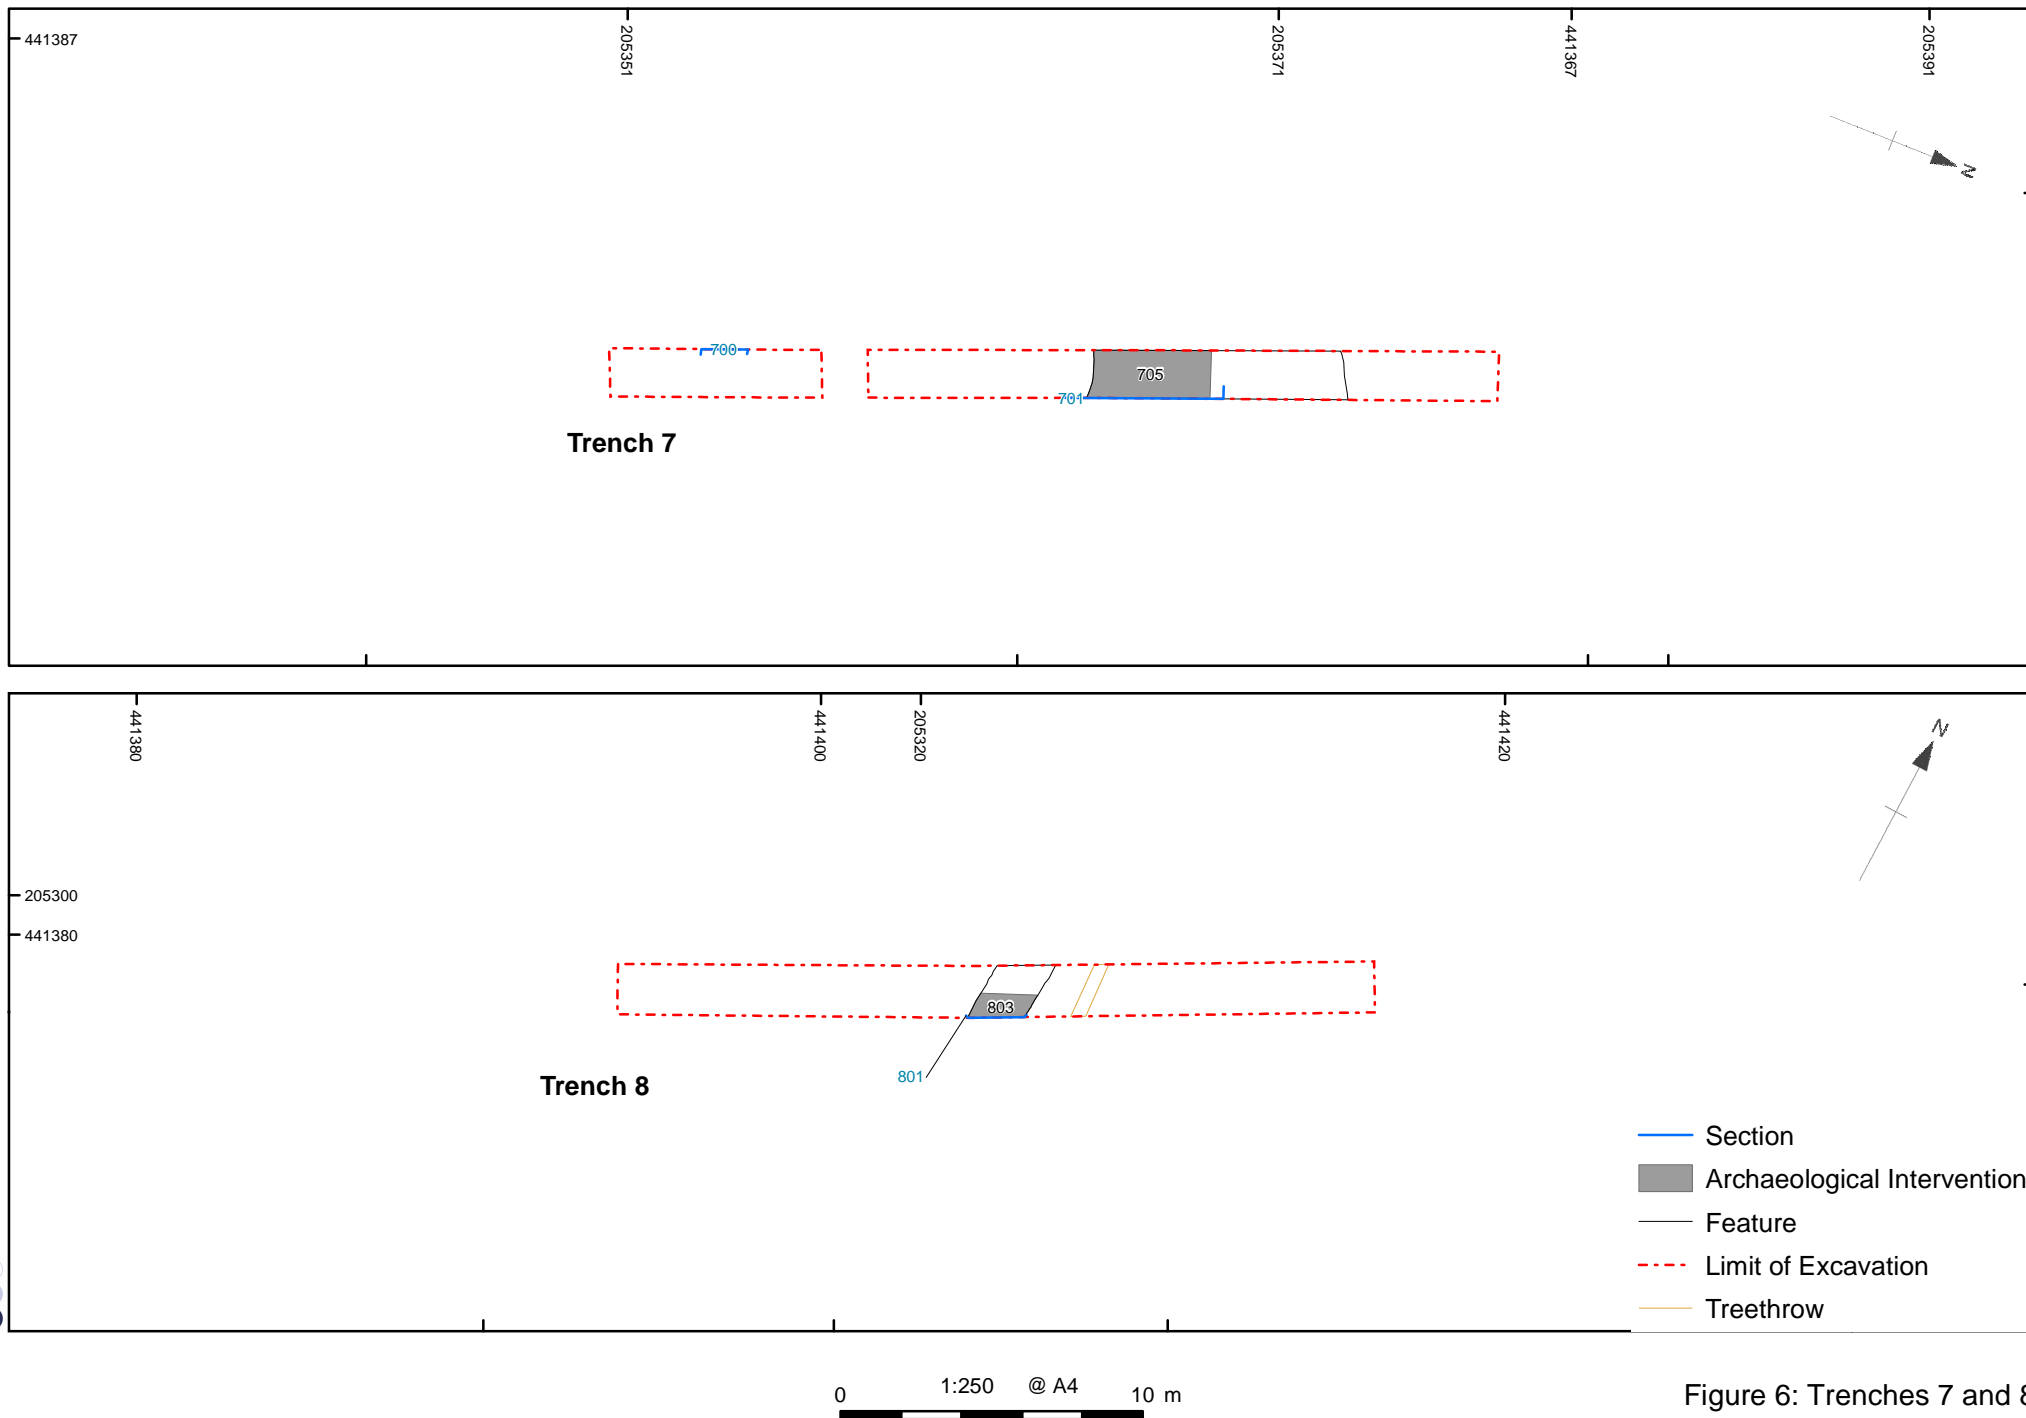 441387
205351
205371
441367
205391
N
700
705
701
Trench 7
441380
441400
205320
441420
N
205300
441380
803
801
Trench 8
Section
Archaeological Intervention
Feature
Limit of Excavation
Treethrow
1:250 @ A4
0 10 m
Figure 6: Trenches 7 and 8